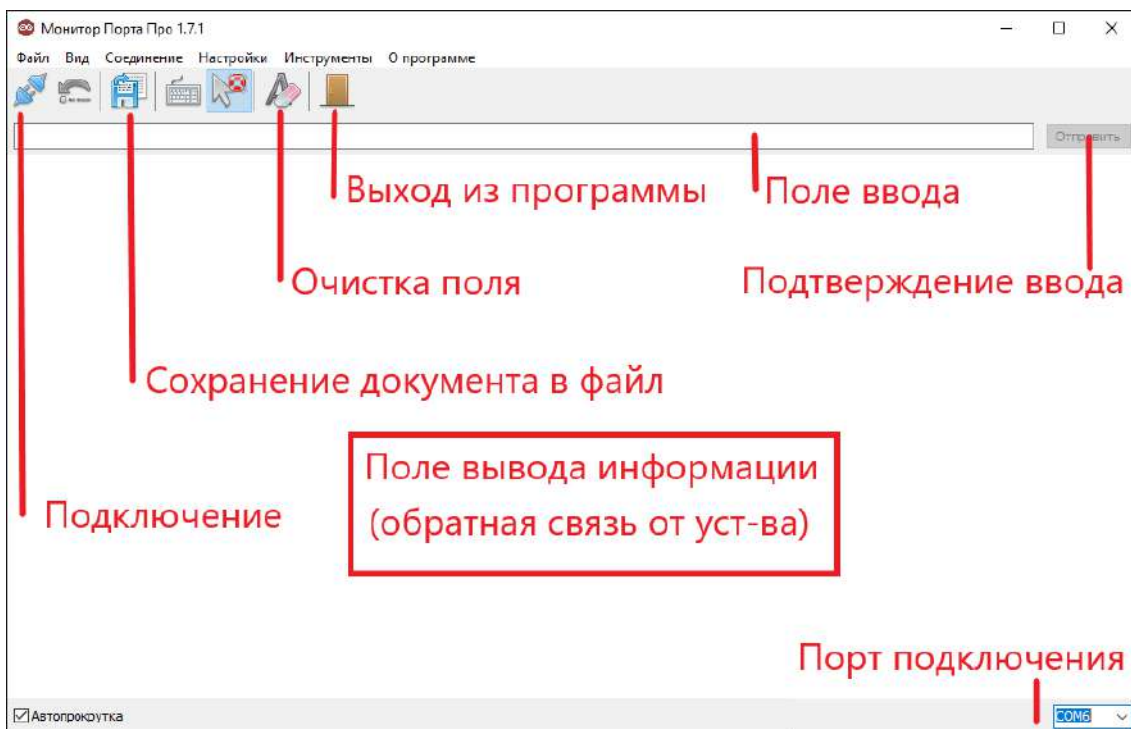 Монитор Порта Про 1.7.1
Файл Вид Соединение Настройки Инструменты О программе
Отправить
Выход из программы
Поле ввода
Очистка поля
Подтверждение ввода
Сохранение документа в файл
Поле вывода информации
(обратная связь от уст-ва)
Подключение
Порт подключения
Автопрокрутка
COM6